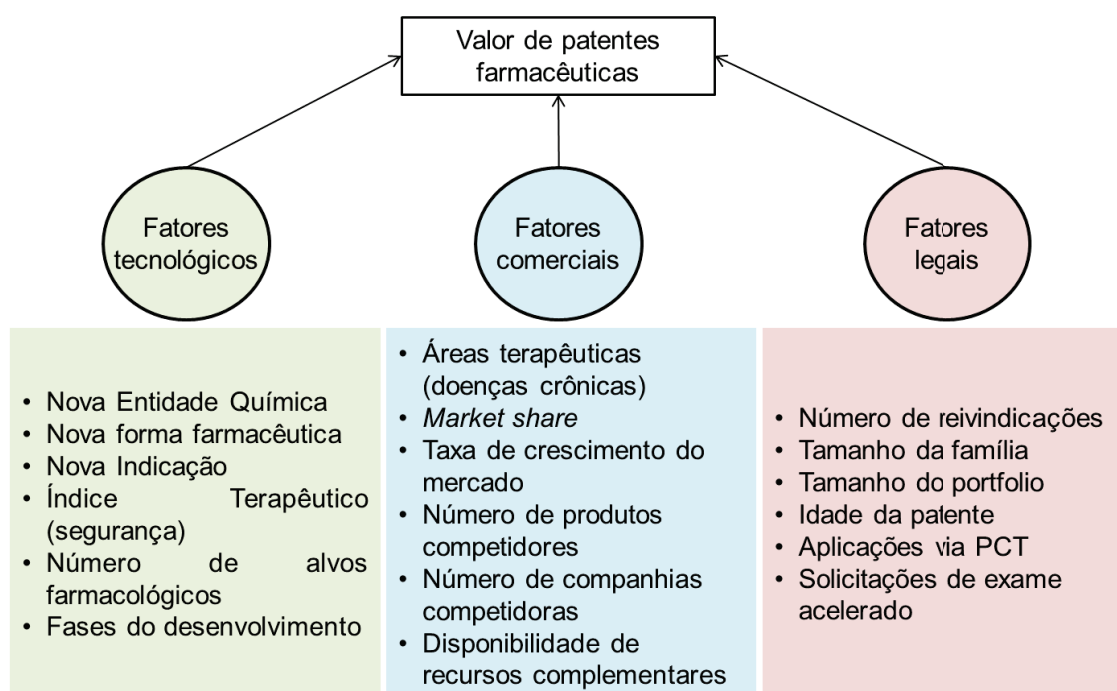 Valor de patentes
farmacêuticas
Fatores
tecnológicos
Fatores
comerciais
Fatores
legais
• Nova Entidade Química
• Nova forma farmacêutica
• Nova Indicação
• Índice Terapêutico
(segurança)
• Número de alvos
farmacológicos
• Fases do desenvolvimento
• Áreas terapêuticas
(doenças crônicas)
• Market share
• Taxa de crescimento do
mercado
• Número de produtos
competidores
• Número de companhias
competidoras
• Disponibilidade de
recursos complementares
• Número de reivindicações
• Tamanho da família
• Tamanho do portfolio
• Idade da patente
• Aplicações via PCT
• Solicitações de exame
acelerado